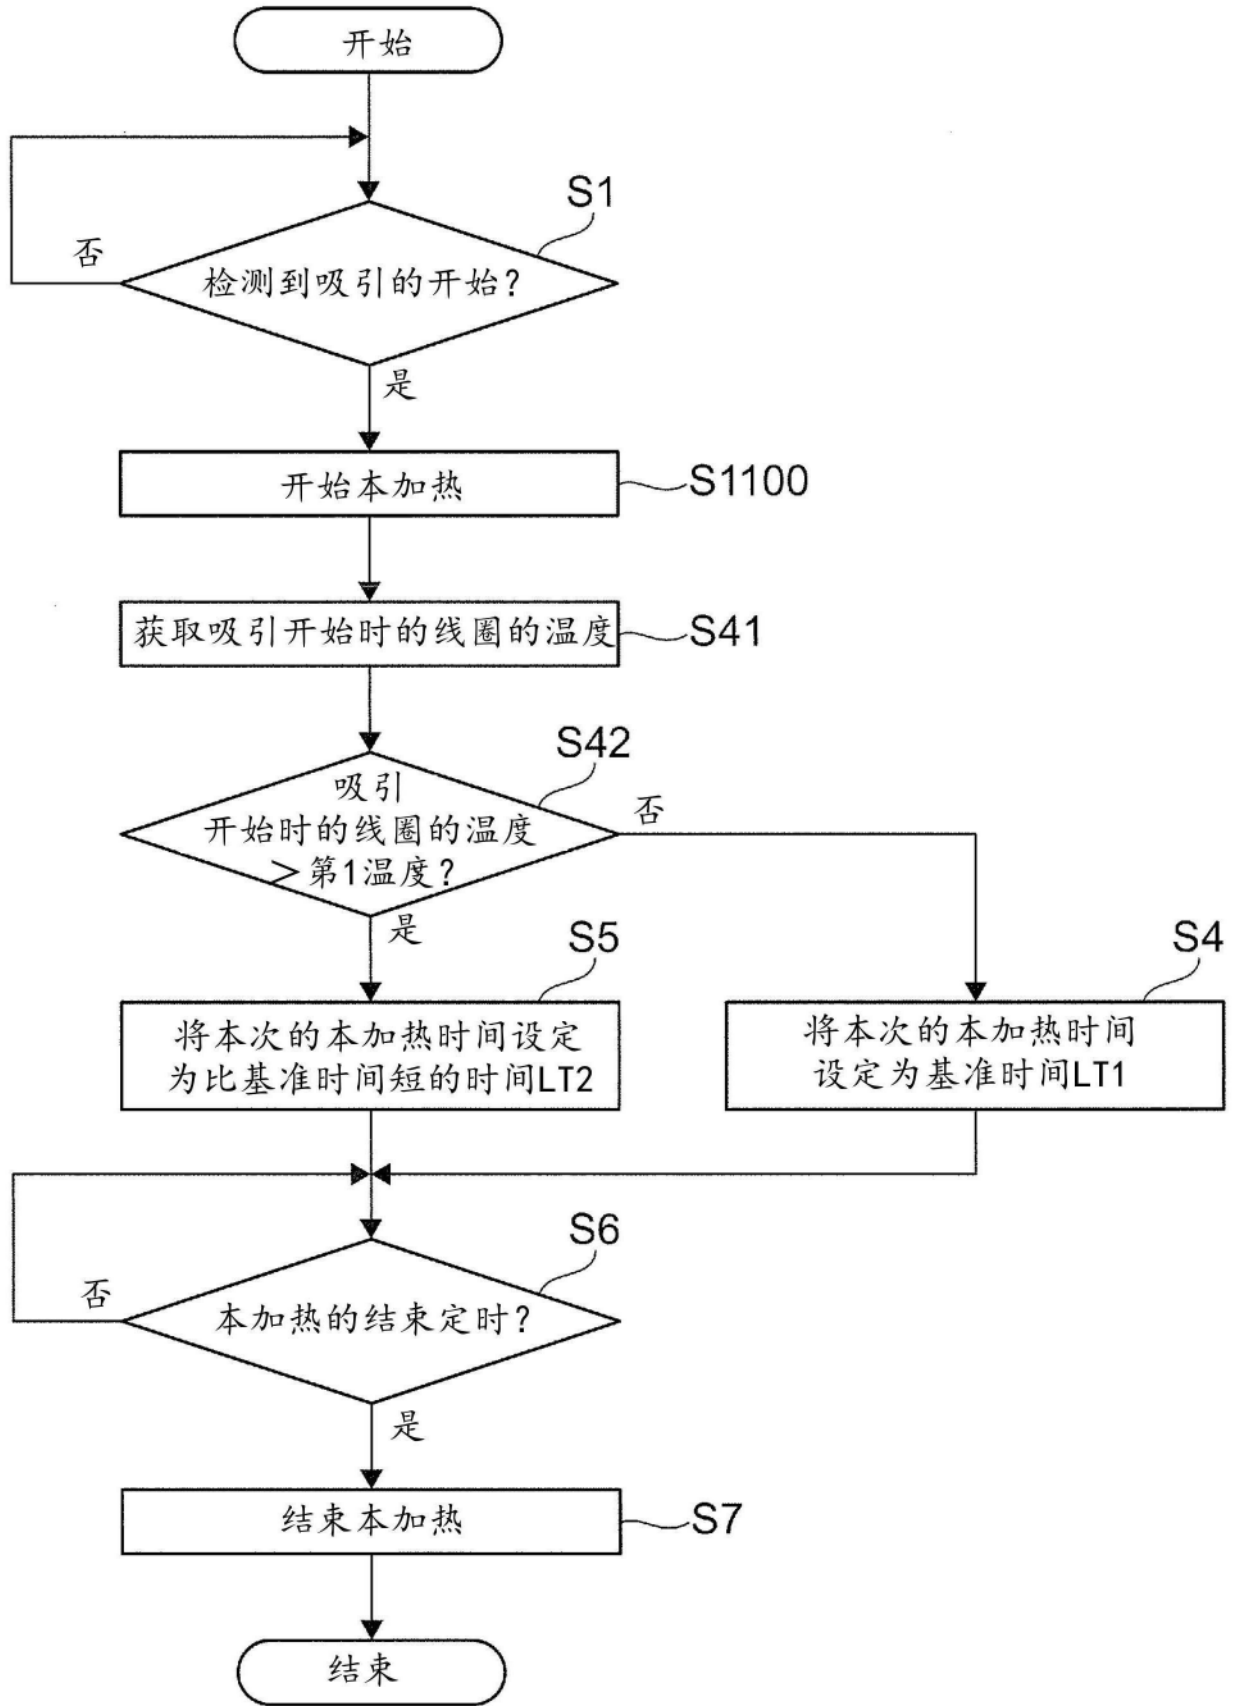 开始
S1
否
检测到吸引的开始?
是
开始本加热
S1100
获取吸引开始时的线圈的温度
S41
S42
吸引
开始时的线圈的温度
>第1温度?
否
是
S5
S4
将本次的本加热时间设定
为比基准时间短的时间LT2
将本次的本加热时间
设定为基准时间LT1
S6
否
本加热的结束定时?
是
结束本加热
S7
结束